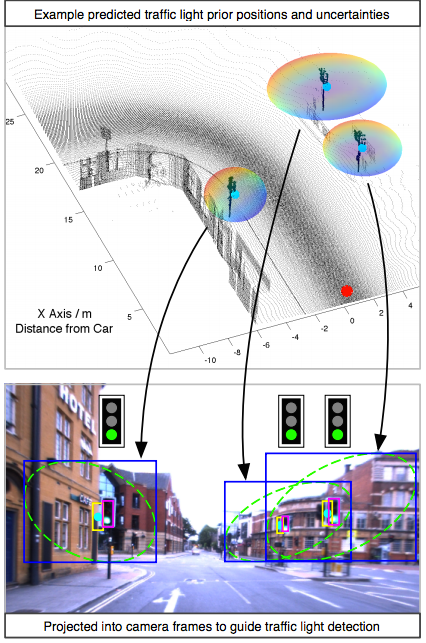 Example predicted traffic light prior positions and uncertainties
25
20
15
10
5
X Axis / m
Distance from Car
-10
-8
-6
-4
-2
0
2
4
HOTEL
Projected into camera frames to guide traffic light detection